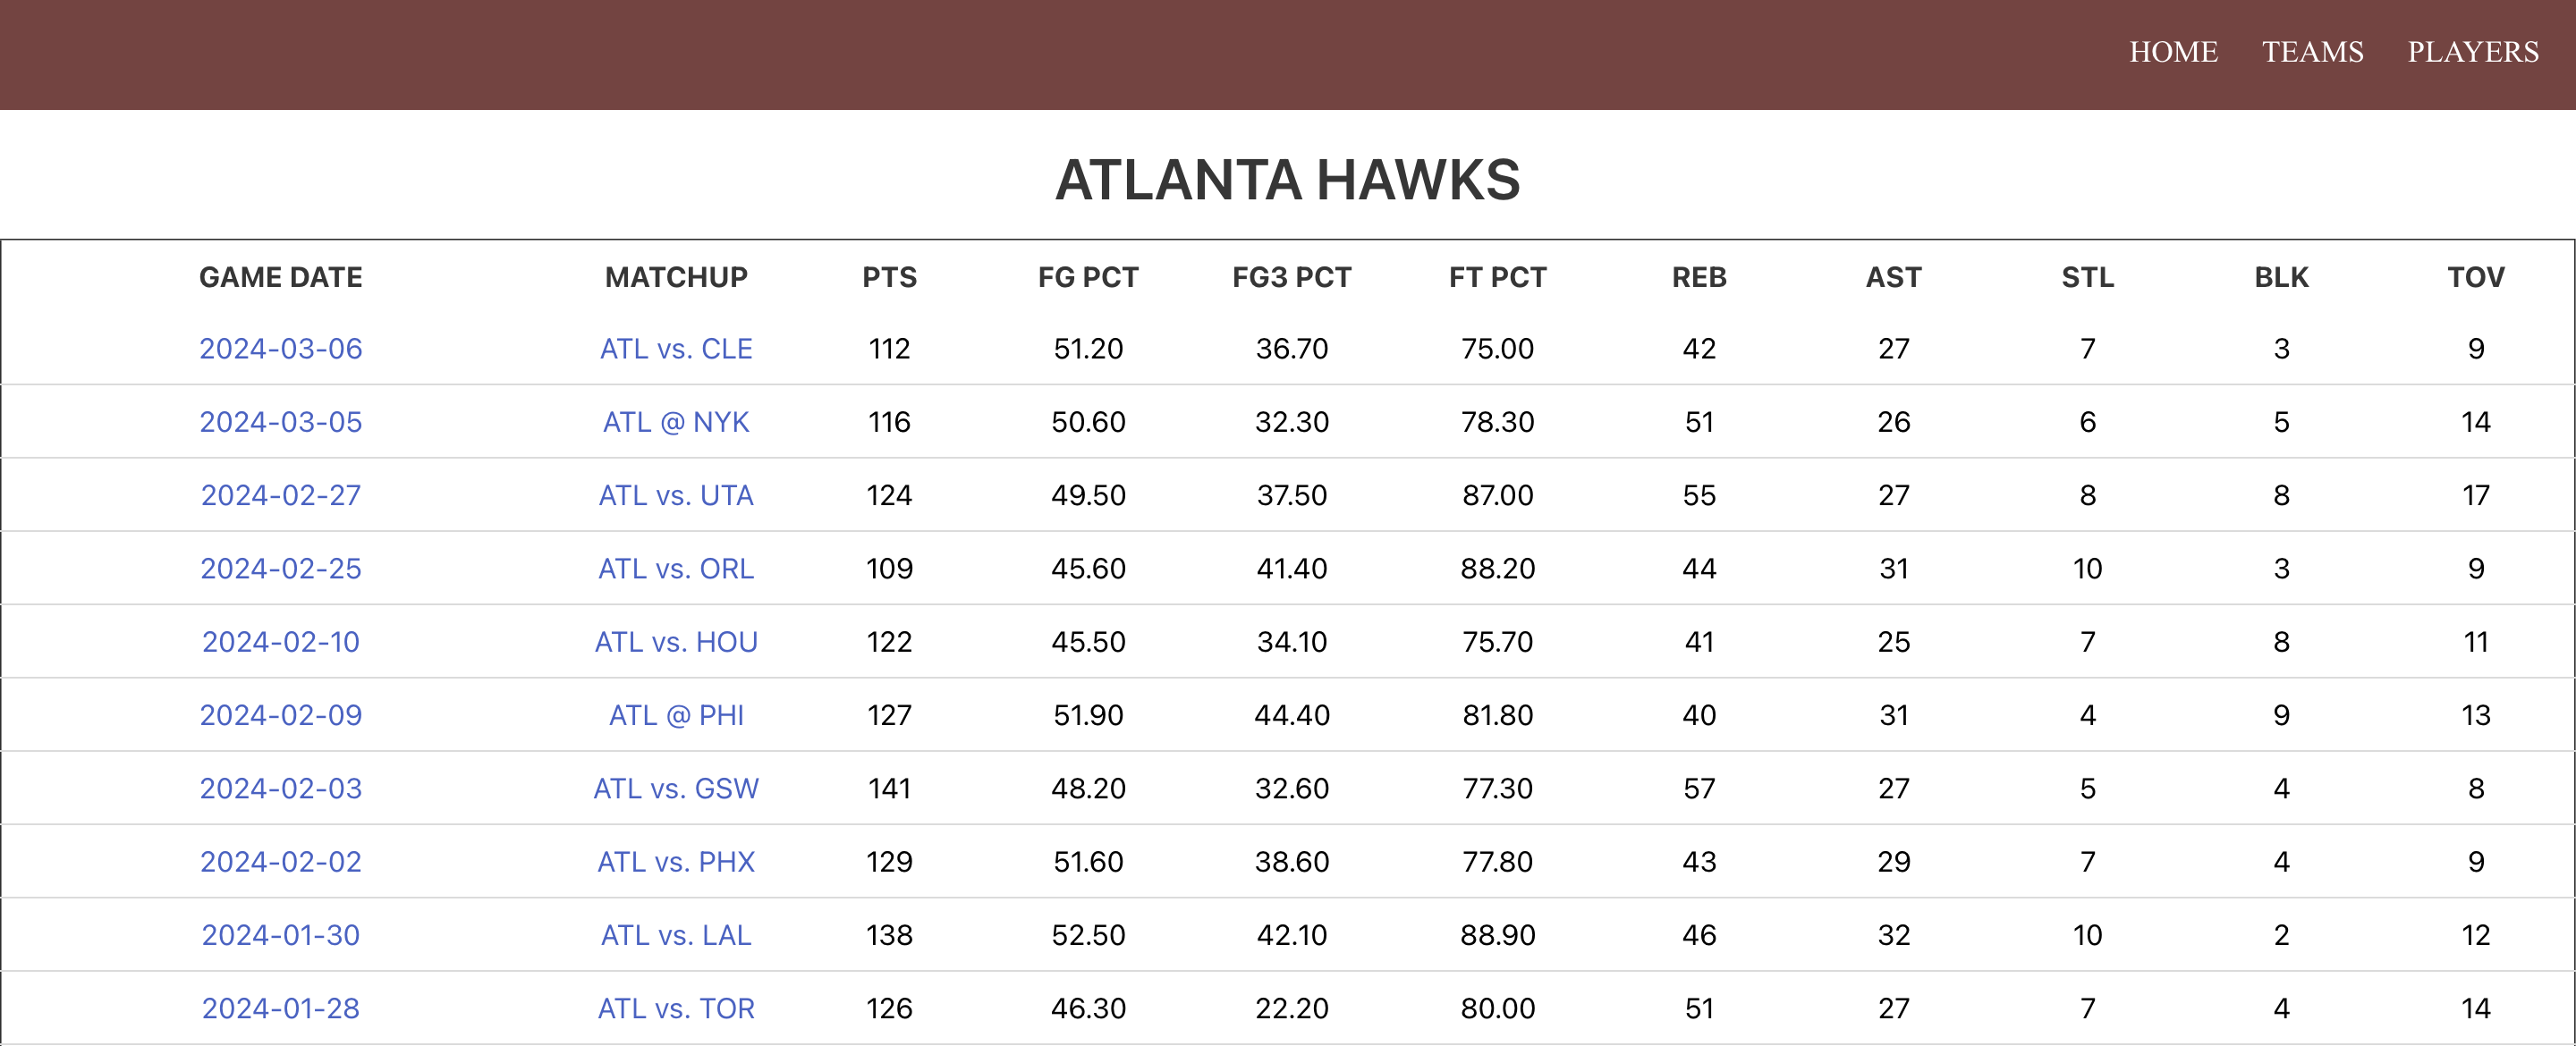 HOME TEAMS PLAYERS
ATLANTA HAWKS
GAME DATE MATCHUP PTS FG PCT FG3 PCT FT PCT REB AST STL BLK TOV
2024-03-06 ATL vs. CLE 112 51.20 36.70 75.00 42 27 7 3 9
2024-03-05 ATL @ NYK 116 50.60 32.30 78.30 51 26 6 5 14
2024-02-27 ATL vs. UTA 124 49.50 37.50 87.00 55 27 8 8 17
2024-02-25 ATL vs. ORL 109 45.60 41.40 88.20 44 31 10 3 9
2024-02-10 ATL vs. HOU 122 45.50 34.10 75.70 41 25 7 8 11
2024-02-09 ATL @ PHI 127 51.90 44.40 81.80 40 31 4 9 13
2024-02-03 ATL vs. GSW 141 48.20 32.60 77.30 57 27 5 4 8
2024-02-02 ATL vs. PHX 129 51.60 38.60 77.80 43 29 7 4 9
2024-01-30 ATL vs. LAL 138 52.50 42.10 88.90 46 32 10 2 12
2024-01-28 ATL vs. TOR 126 46.30 22.20 80.00 51 27 7 4 14